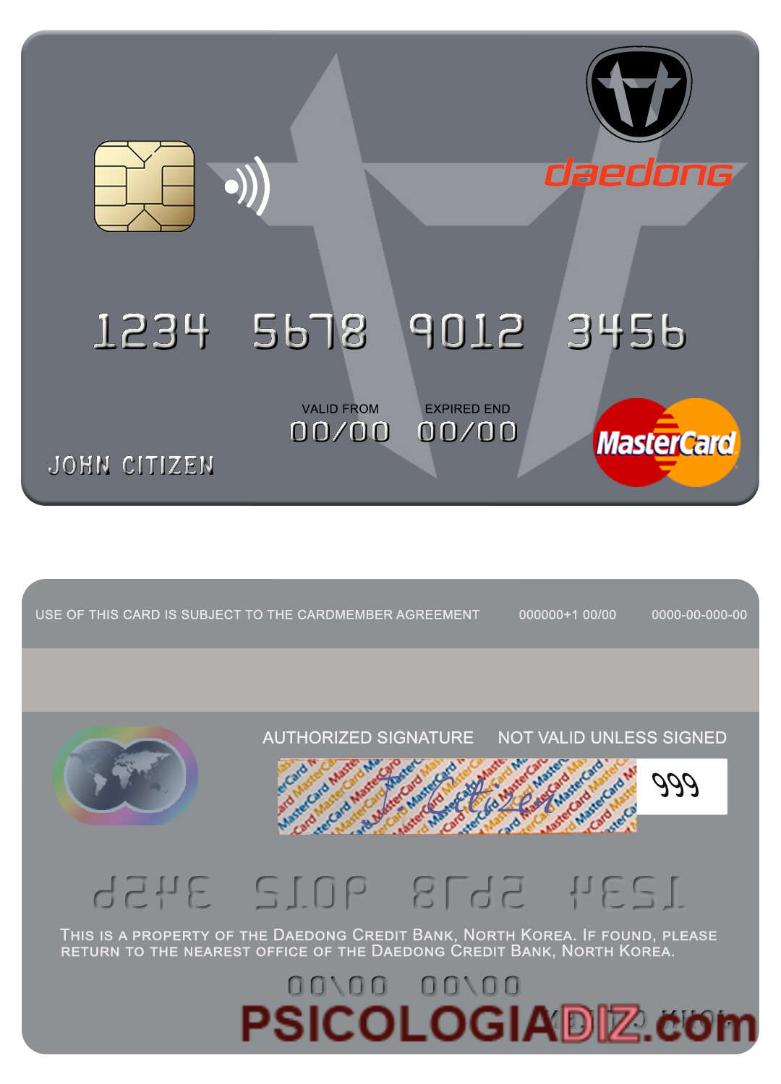 daedong
1234 5678 9012 3456
VALID FROM EXPIRED END
00/00 00/00
JOHN CITIZEN
MasterCard
USE OF THIS CARD IS SUBJECT TO THE CARDMEMBER AGREEMENT 000000+1 00/00 0000-00-000-00
AUTHORIZED SIGNATURE NOT VALID UNLESS SIGNED
J Citizen 999
THIS IS A PROPERTY OF THE DAEDONG CREDIT BANK, NORTH KOREA. IF FOUND, PLEASE
RETURN TO THE NEAREST OFFICE OF THE DAEDONG CREDIT BANK, NORTH KOREA.
00/00 00/00
PSICOLOGIADIZ.com